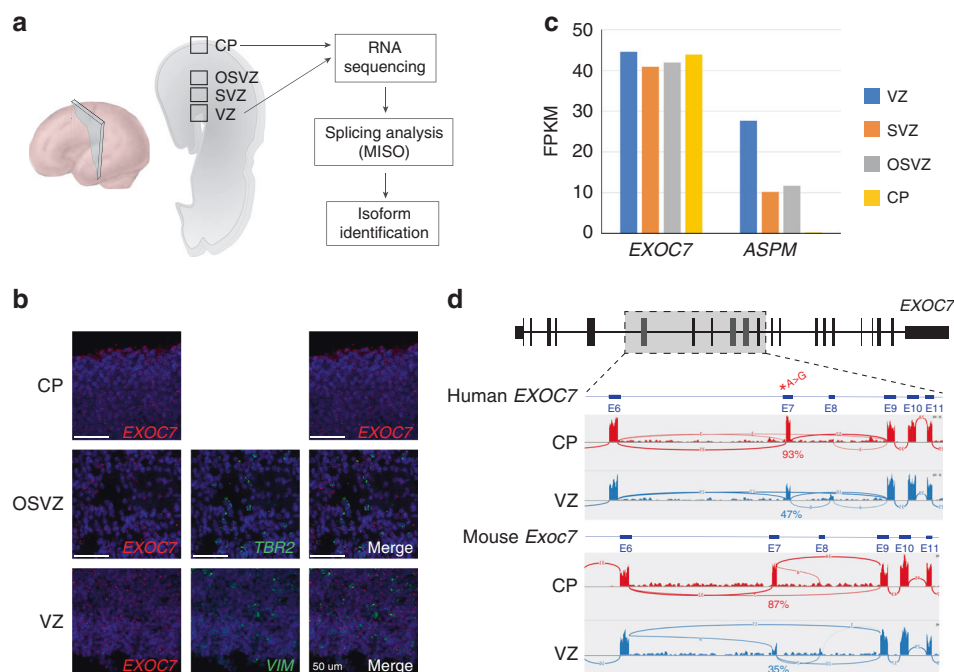 a
CP
OSVZ
SVZ
VZ
RNA
sequencing
Splicing analysis
(MISO)
Isoform
identification
c
FPKM
50
40
30
20
10
0
EXOC7
ASPM
VZ
SVZ
OSVZ
CP
b
CP
EXOC7
EXOC7
OSVZ
EXOC7
TBR2
Merge
VZ
EXOC7
VIM
50 um
Merge
d
EXOC7
*A>G
Human EXOC7
E6
E7
E8
E9
E10
E11
CP
93%
VZ
47%
Mouse Exoc7
E6
E7
E8
E9
E10
E11
CP
87%
VZ
35%